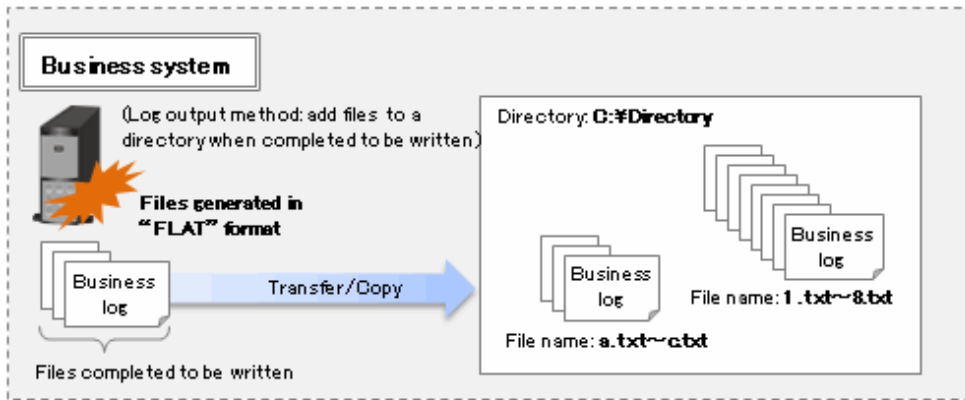 Business system
(Log output method: add files to a
directory when completed to be written)
Files generated in
“FLAT” format
Business
log
Files completed to be written
Transfer/Copy
Directory: C:¥Directory
Business
log
File name: a.txt～c.txt
Business
log
File name: 1.txt～8.txt